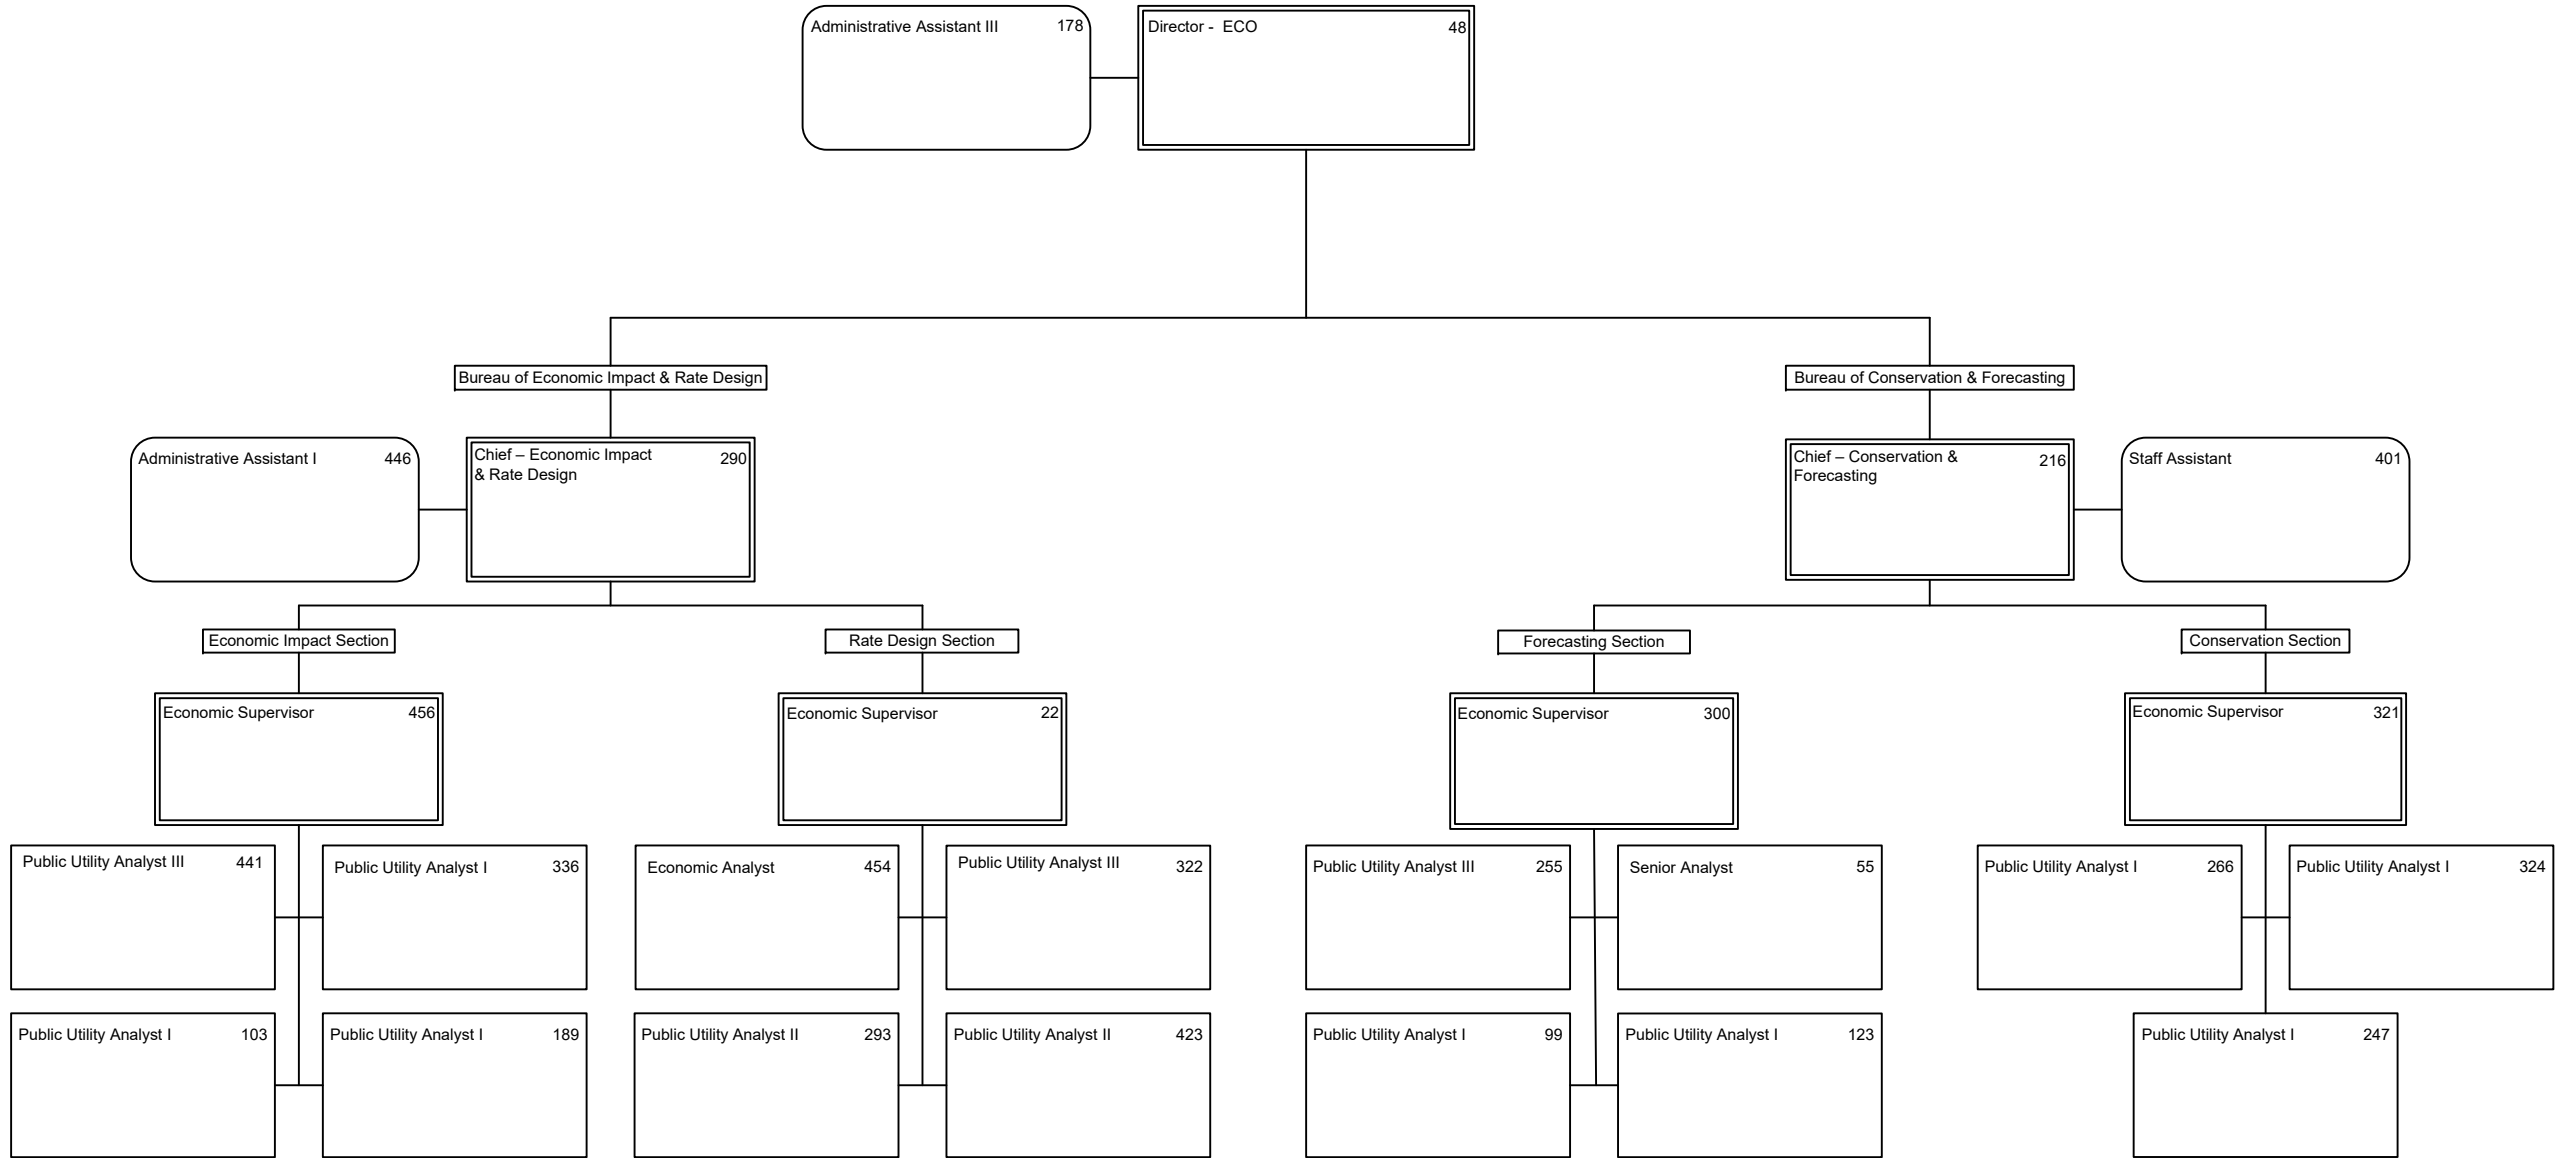 Administrative Assistant III 178
Director - ECO 48
Bureau of Economic Impact & Rate Design
Bureau of Conservation & Forecasting
Administrative Assistant I 446
Chief – Economic Impact 290
& Rate Design
Chief – Conservation & 216
Forecasting
Staff Assistant 401
Economic Impact Section
Rate Design Section
Forecasting Section
Conservation Section
Economic Supervisor 456
Economic Supervisor 22
Economic Supervisor 300
Economic Supervisor 321
Public Utility Analyst III 441
Public Utility Analyst I 336
Economic Analyst 454
Public Utility Analyst III 322
Public Utility Analyst III 255
Senior Analyst 55
Public Utility Analyst I 266
Public Utility Analyst I 324
Public Utility Analyst I 103
Public Utility Analyst I 189
Public Utility Analyst II 293
Public Utility Analyst II 423
Public Utility Analyst I 99
Public Utility Analyst I 123
Public Utility Analyst I 247